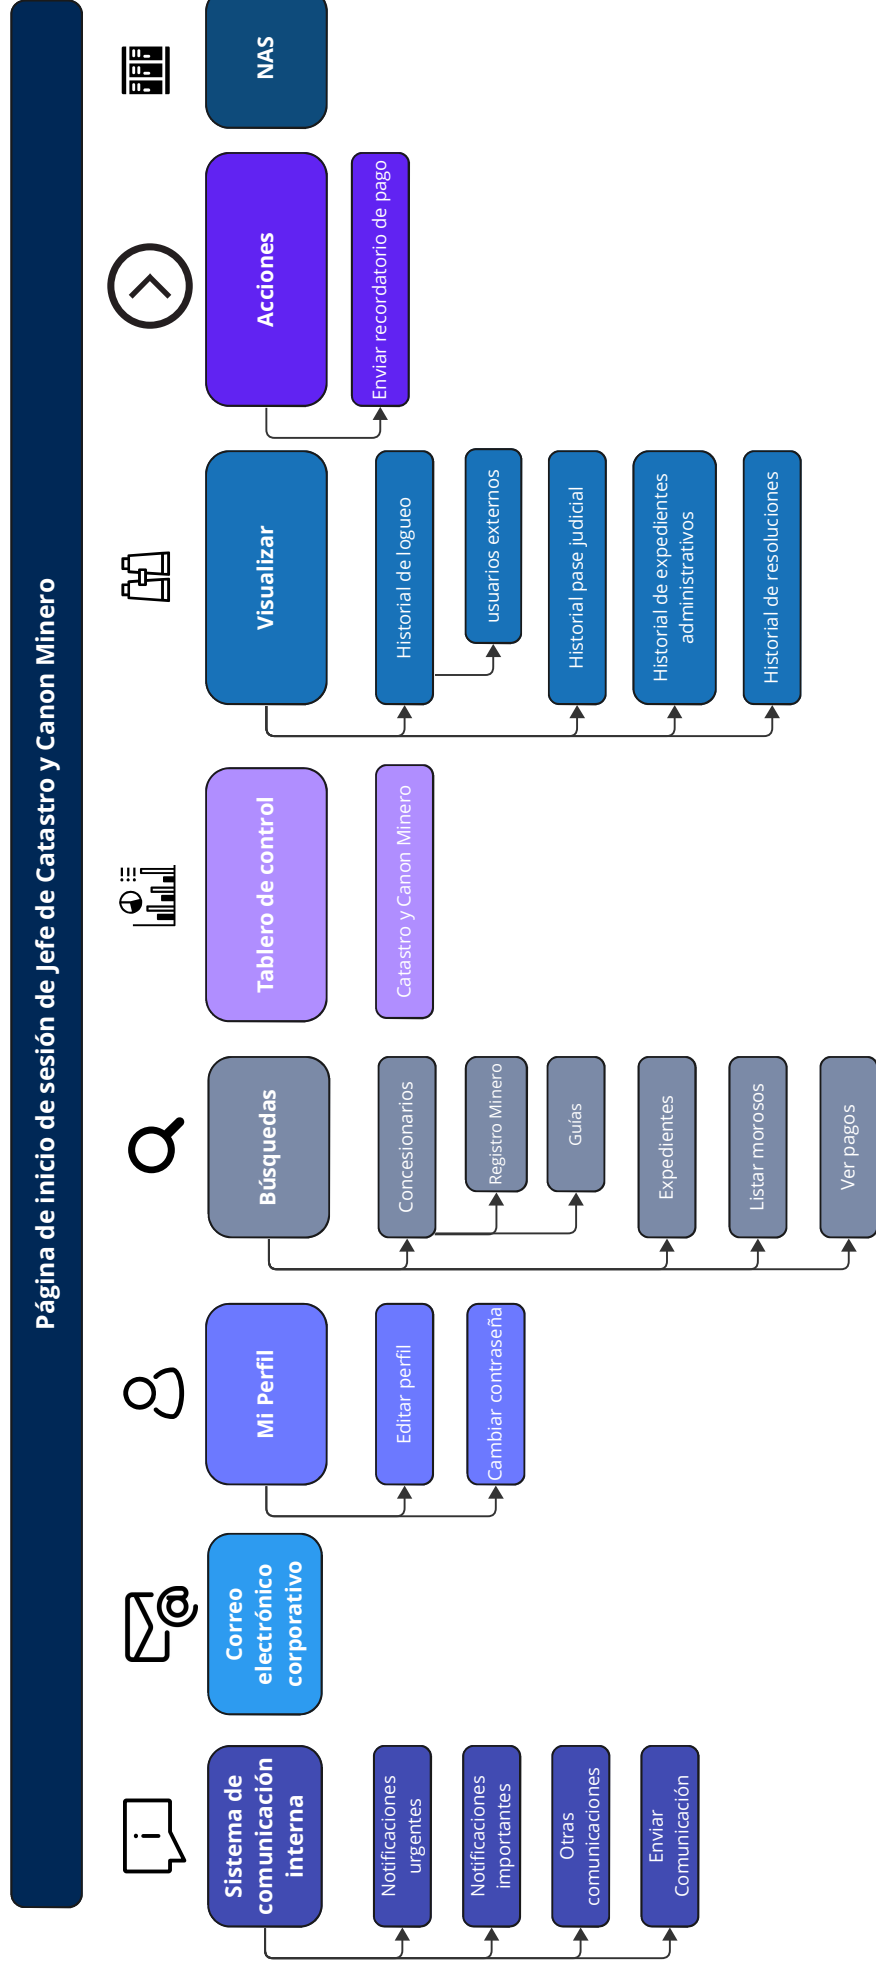 Página de inicio de sesión de Jefe de Catastro y Canon Minero
Sistema de
comunicación
interna
Notificaciones
urgentes
Notificaciones
importantes
Otras
comunicaciones
Enviar
Comunicación
Correo
electrónico
corporativo
Mi Perfil
Editar perfil
Cambiar contraseña
Búsquedas
Concesionarios
Registro Minero
Guías
Expedientes
Listar morosos
Ver pagos
Tablero de control
Catastro y Canon Minero
Visualizar
Historial de logueo
usuarios externos
Historial pase judicial
Historial de expedientes
administrativos
Historial de resoluciones
Acciones
Enviar recordatorio de pago
NAS